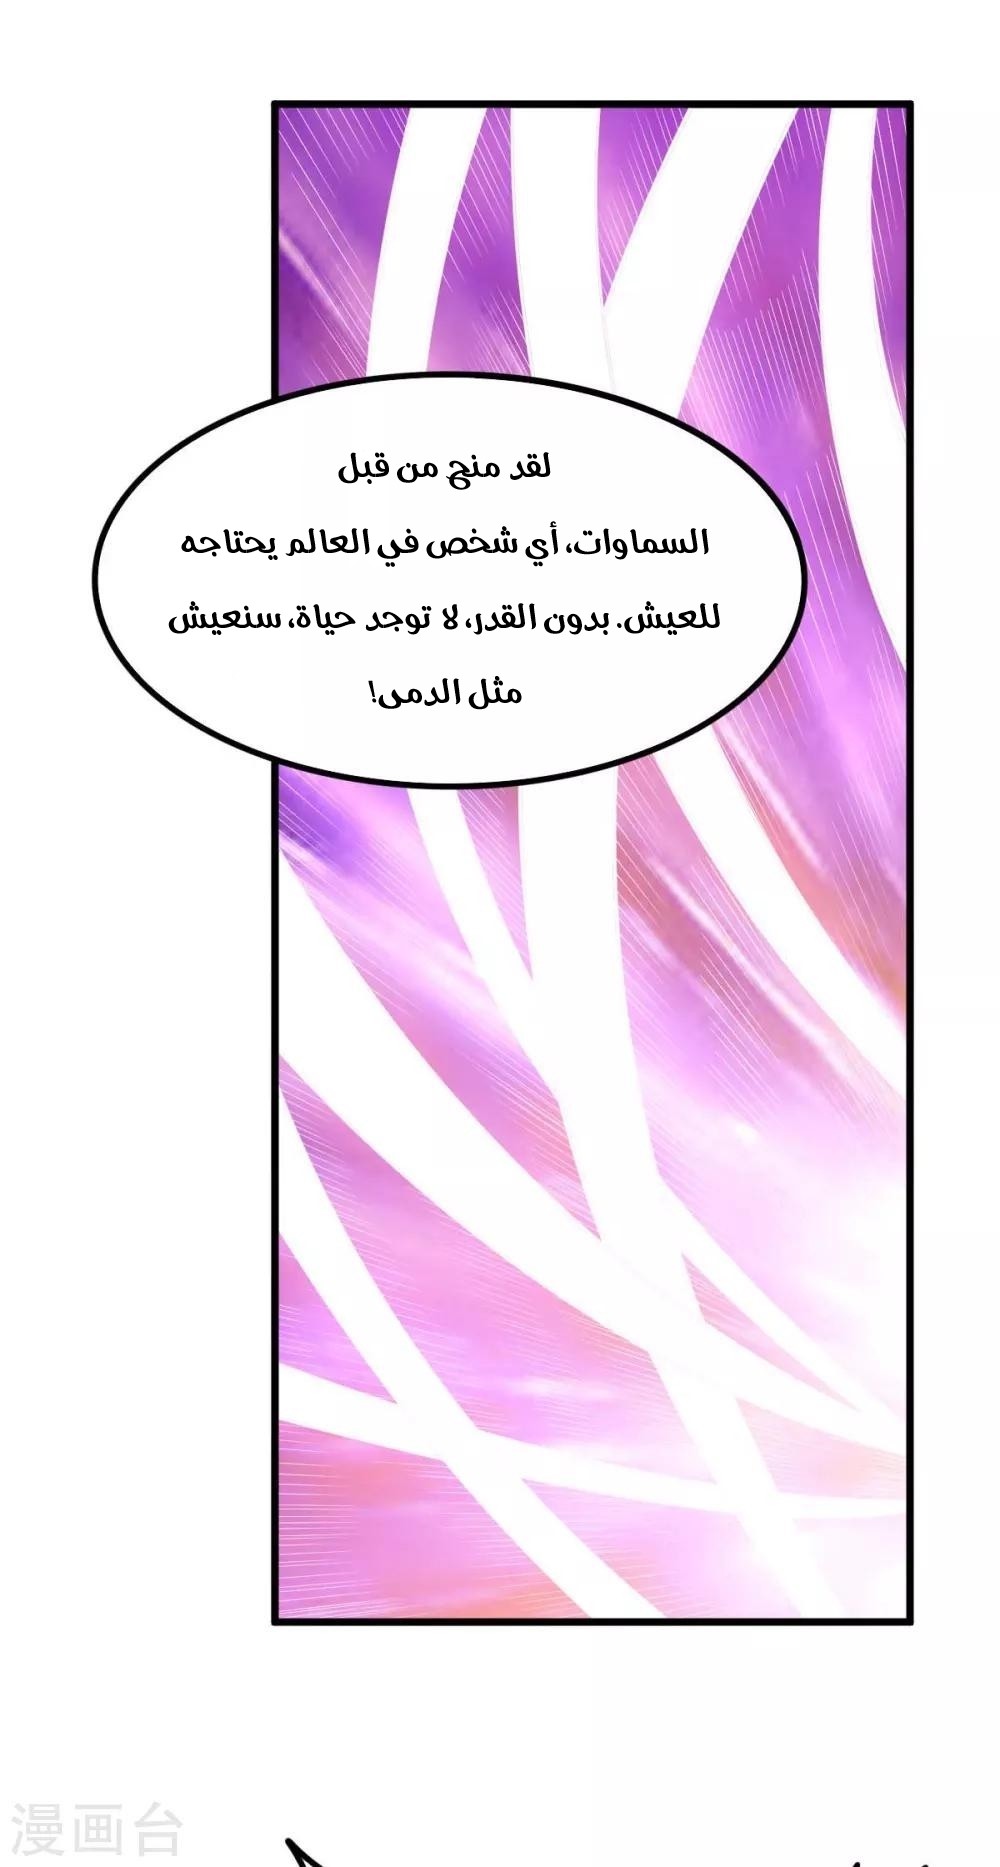 لقد منح من قبل
السماوات، أي شخص في العالم يحتاجه
للعيش. بدون القدر، لا توجد حياة، سنعيش
مثل الدمى!
漫画台